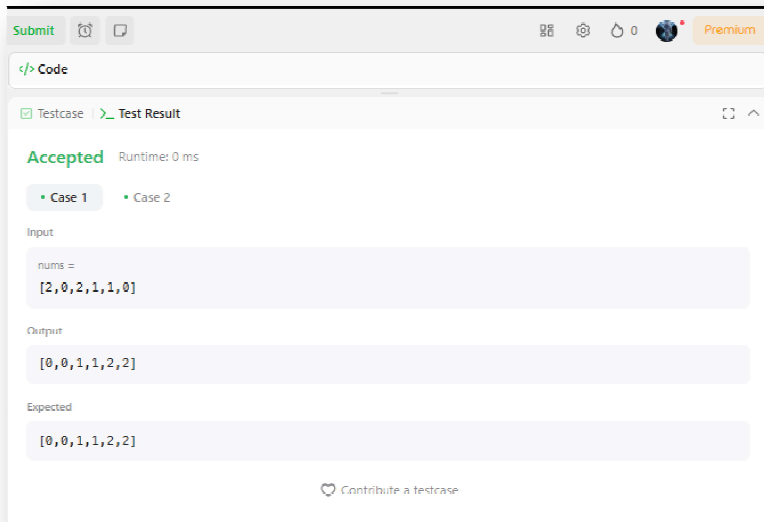 Submit 0 Premium
</> Code
Testcase >_ Test Result
Accepted Runtime: 0 ms
• Case 1 • Case 2
Input
nums =
[2,0,2,1,1,0]
Output
[0,0,1,1,2,2]
Expected
[0,0,1,1,2,2]
Contribute a testcase